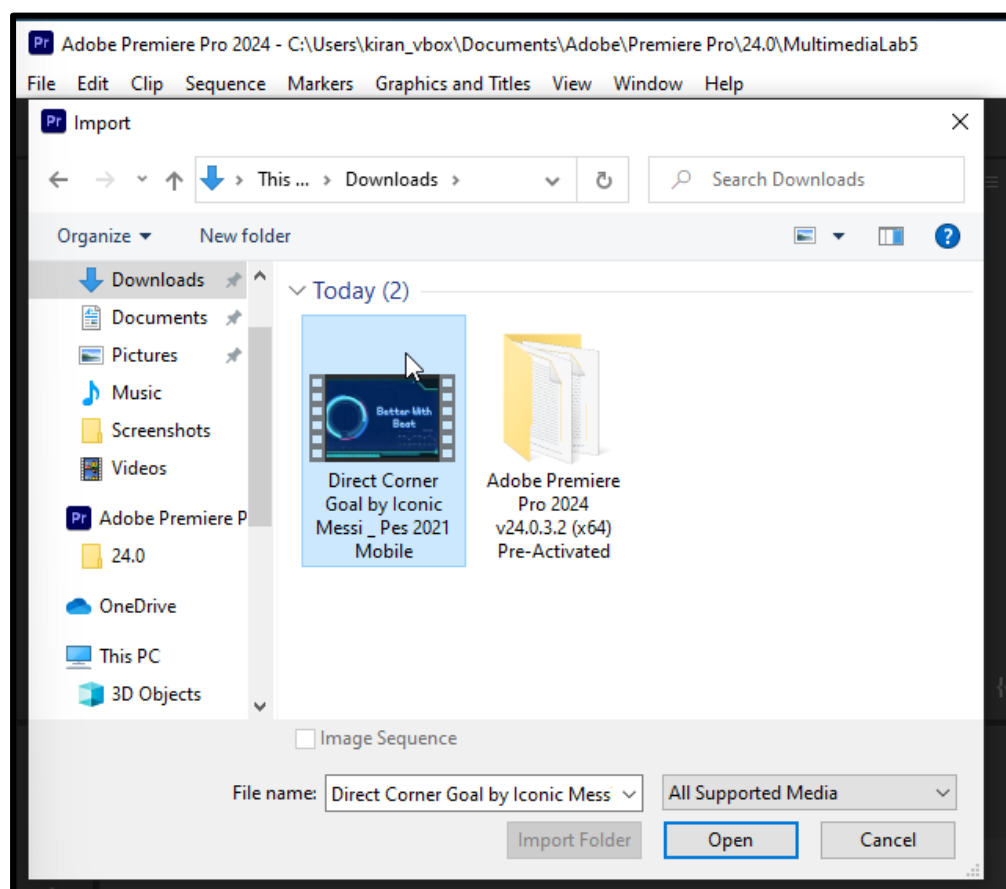 Pr Adobe Premiere Pro 2024 - C:\Users\kiran_vbox\Documents\Adobe\Premiere Pro\24.0\MultimediaLab5
File Edit Clip Sequence Markers Graphics and Titles View Window Help
Pr Import
This ... > Downloads >
Search Downloads
Organize
New folder
?
Downloads
Documents
Pictures
Music
Screenshots
Videos
Pr Adobe Premiere P
24.0
OneDrive
This PC
3D Objects
Today (2)
Better With
Beat
Direct Corner
Goal by Iconic
Messi _ Pes 2021
Mobile
Adobe Premiere
Pro 2024
v24.0.3.2 (x64)
Pre-Activated
Image Sequence
File name: Direct Corner Goal by Iconic Mess
All Supported Media
Import Folder
Open
Cancel